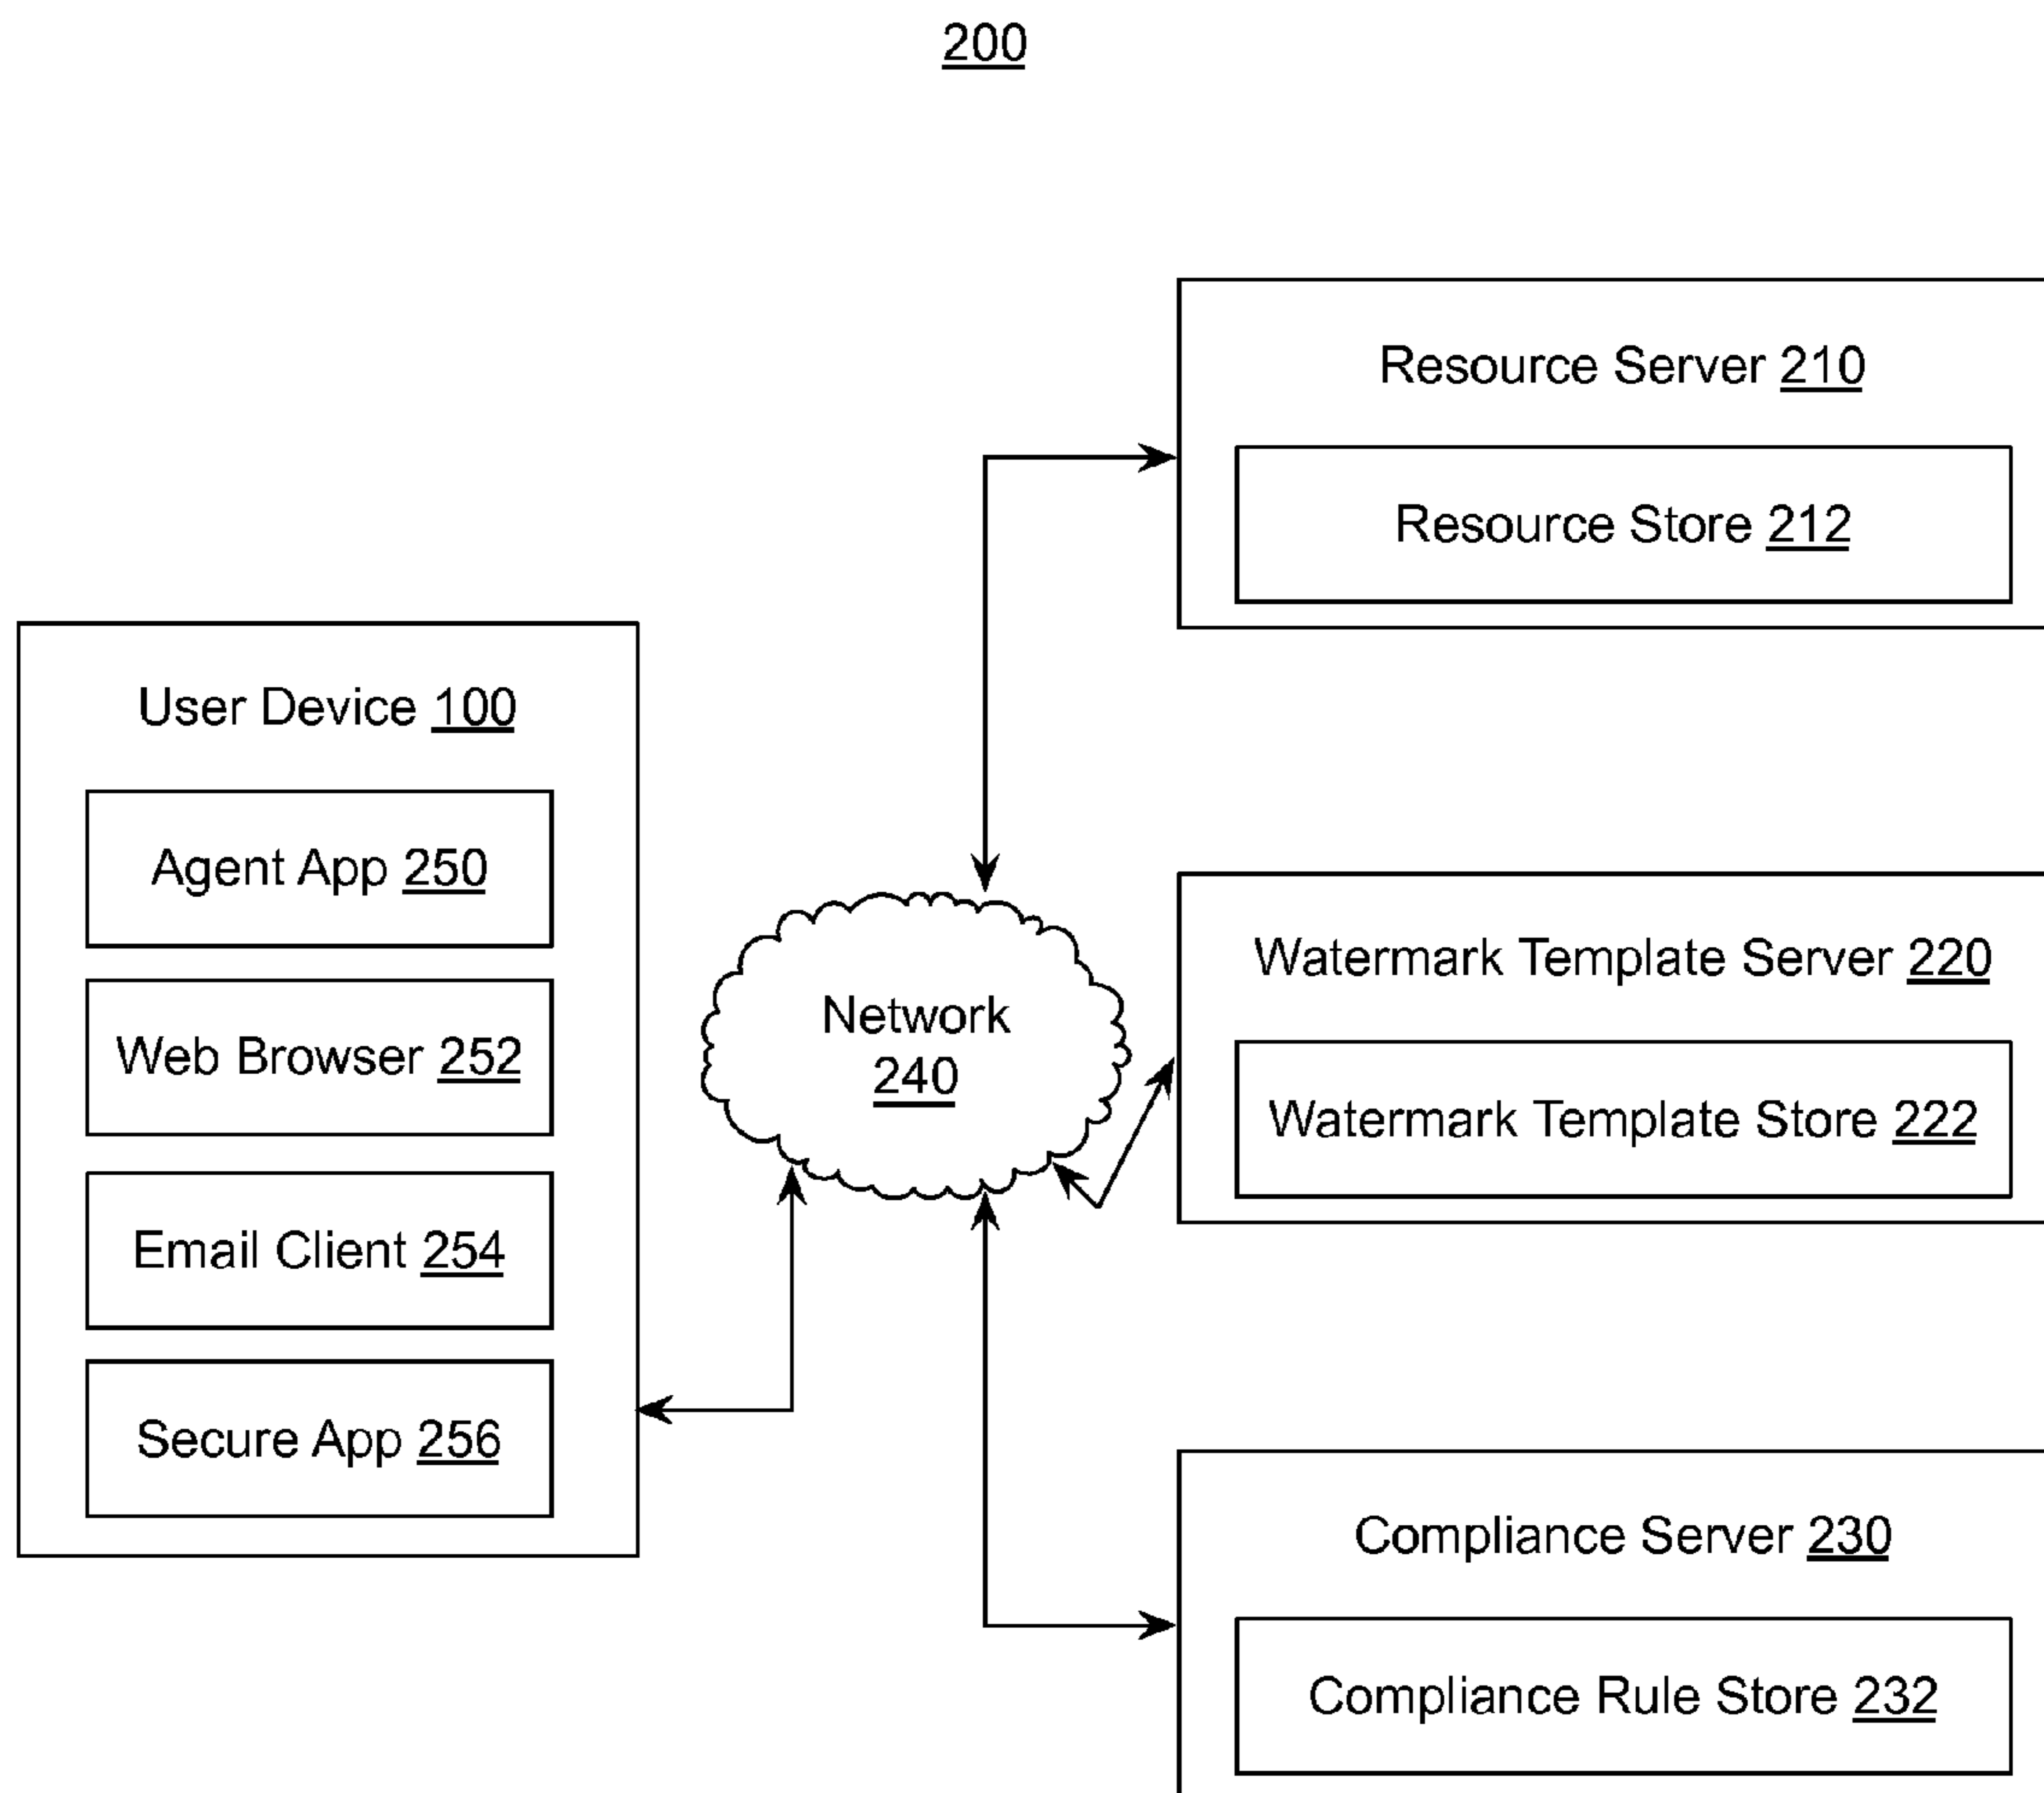 200
Resource Server 210
Resource Store 212
User Device 100
Agent App 250
Web Browser 252
Email Client 254
Secure App 256
Network
240
Watermark Template Server 220
Watermark Template Store 222
Compliance Server 230
Compliance Rule Store 232